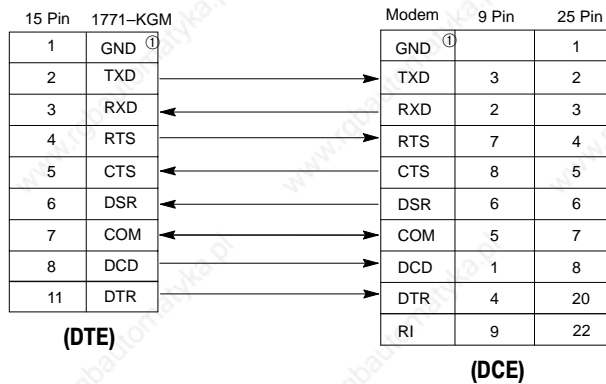 15 Pin 1771–KGM
1 GND ①
2 TXD
3 RXD
4 RTS
5 CTS
6 DSR
7 COM
8 DCD
11 DTR
(DTE)
Modem 9 Pin 25 Pin
GND ① 1
TXD 3 2
RXD 2 3
RTS 7 4
CTS 8 5
DSR 6 6
COM 5 7
DCD 1 8
DTR 4 20
RI 9 22
(DCE)
www.rgbautomatyka.pl